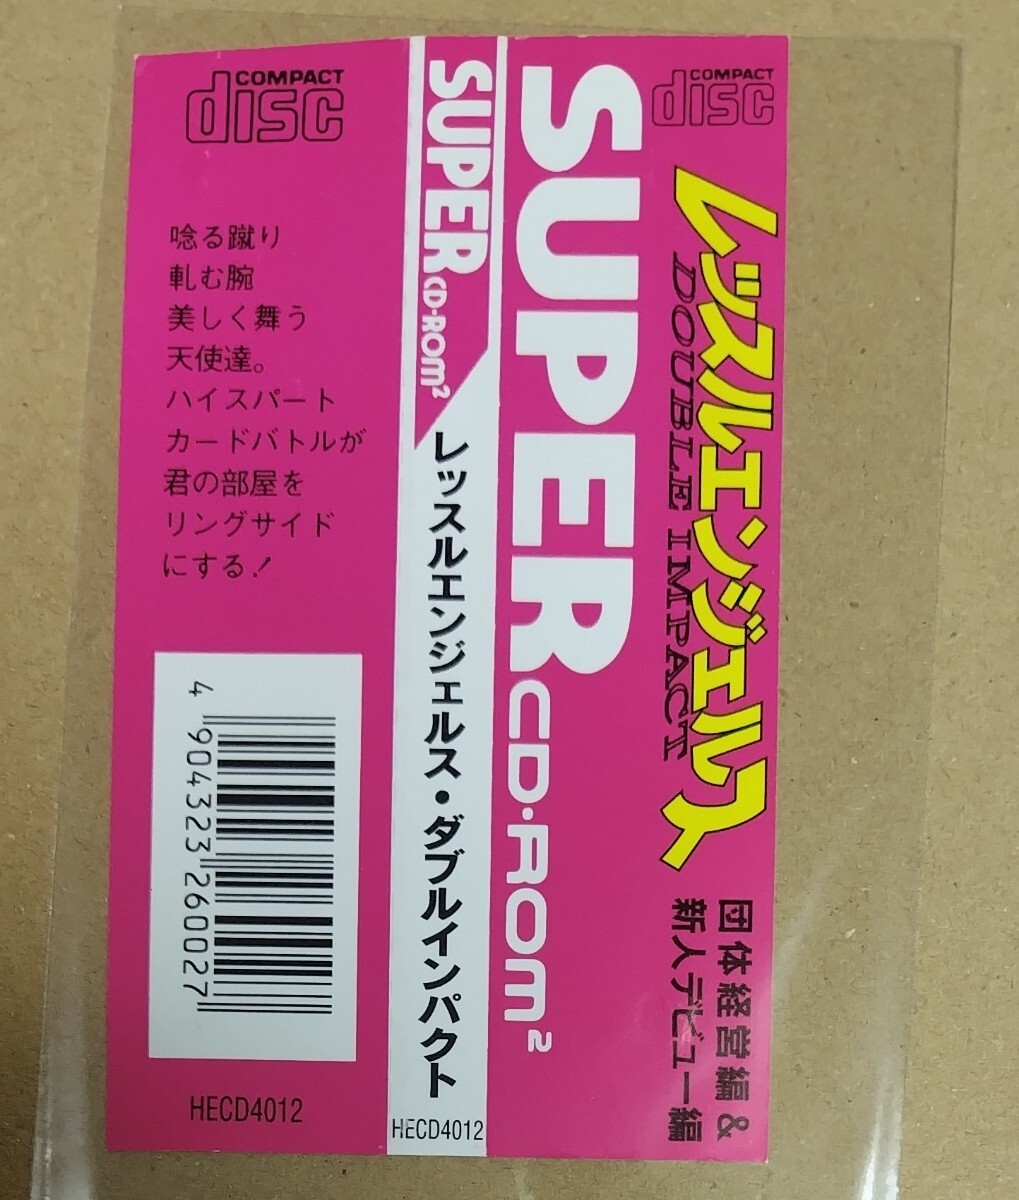 COMPACT
disc
唸る蹴り
軋む腕
美しく舞う
天使達。
ハイスパート
カードバトルが
君の部屋を
リングサイド
にする!
4 904323 260027
HECD4012
SUPER CD-ROM²
レッスルエンジェルス・ダブルインパクト
HECD4012
SUPER CD·ROM²
COMPACT
disc
レッスルエンジェルス
DOUBLE IMPACT
団体経営編&
新人デビュー編